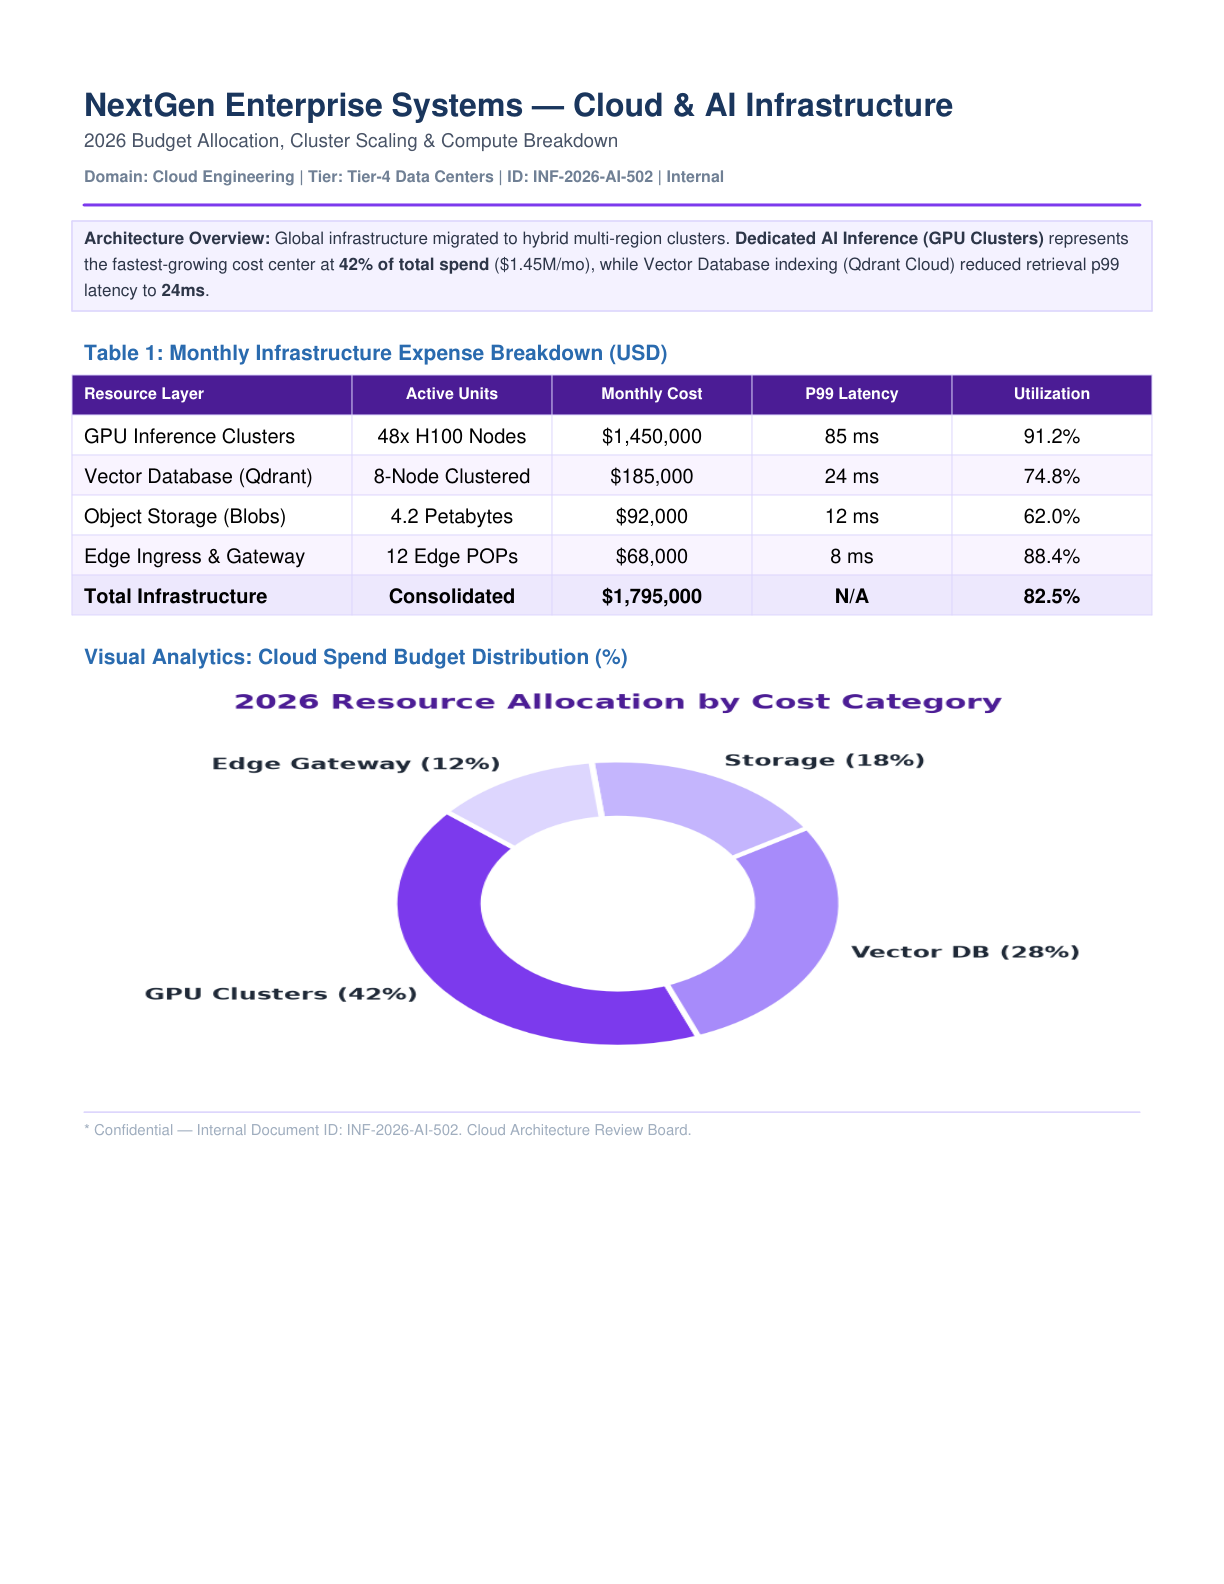 NextGen Enterprise Systems — Cloud & AI Infrastructure
2026 Budget Allocation, Cluster Scaling & Compute Breakdown
Domain: Cloud Engineering | Tier: Tier-4 Data Centers | ID: INF-2026-AI-502 | Internal
Architecture Overview: Global infrastructure migrated to hybrid multi-region clusters. Dedicated AI Inference (GPU Clusters) represents
the fastest-growing cost center at 42% of total spend ($1.45M/mo), while Vector Database indexing (Qdrant Cloud) reduced retrieval p99
latency to 24ms.
Table 1: Monthly Infrastructure Expense Breakdown (USD)
Resource Layer Active Units Monthly Cost P99 Latency Utilization
GPU Inference Clusters 48x H100 Nodes $1,450,000 85 ms 91.2%
Vector Database (Qdrant) 8-Node Clustered $185,000 24 ms 74.8%
Object Storage (Blobs) 4.2 Petabytes $92,000 12 ms 62.0%
Edge Ingress & Gateway 12 Edge POPs $68,000 8 ms 88.4%
Total Infrastructure Consolidated $1,795,000 N/A 82.5%
Visual Analytics: Cloud Spend Budget Distribution (%)
2026 Resource Allocation by Cost Category
Edge Gateway (12%)
Storage (18%)
Vector DB (28%)
GPU Clusters (42%)
* Confidential — Internal Document ID: INF-2026-AI-502. Cloud Architecture Review Board.